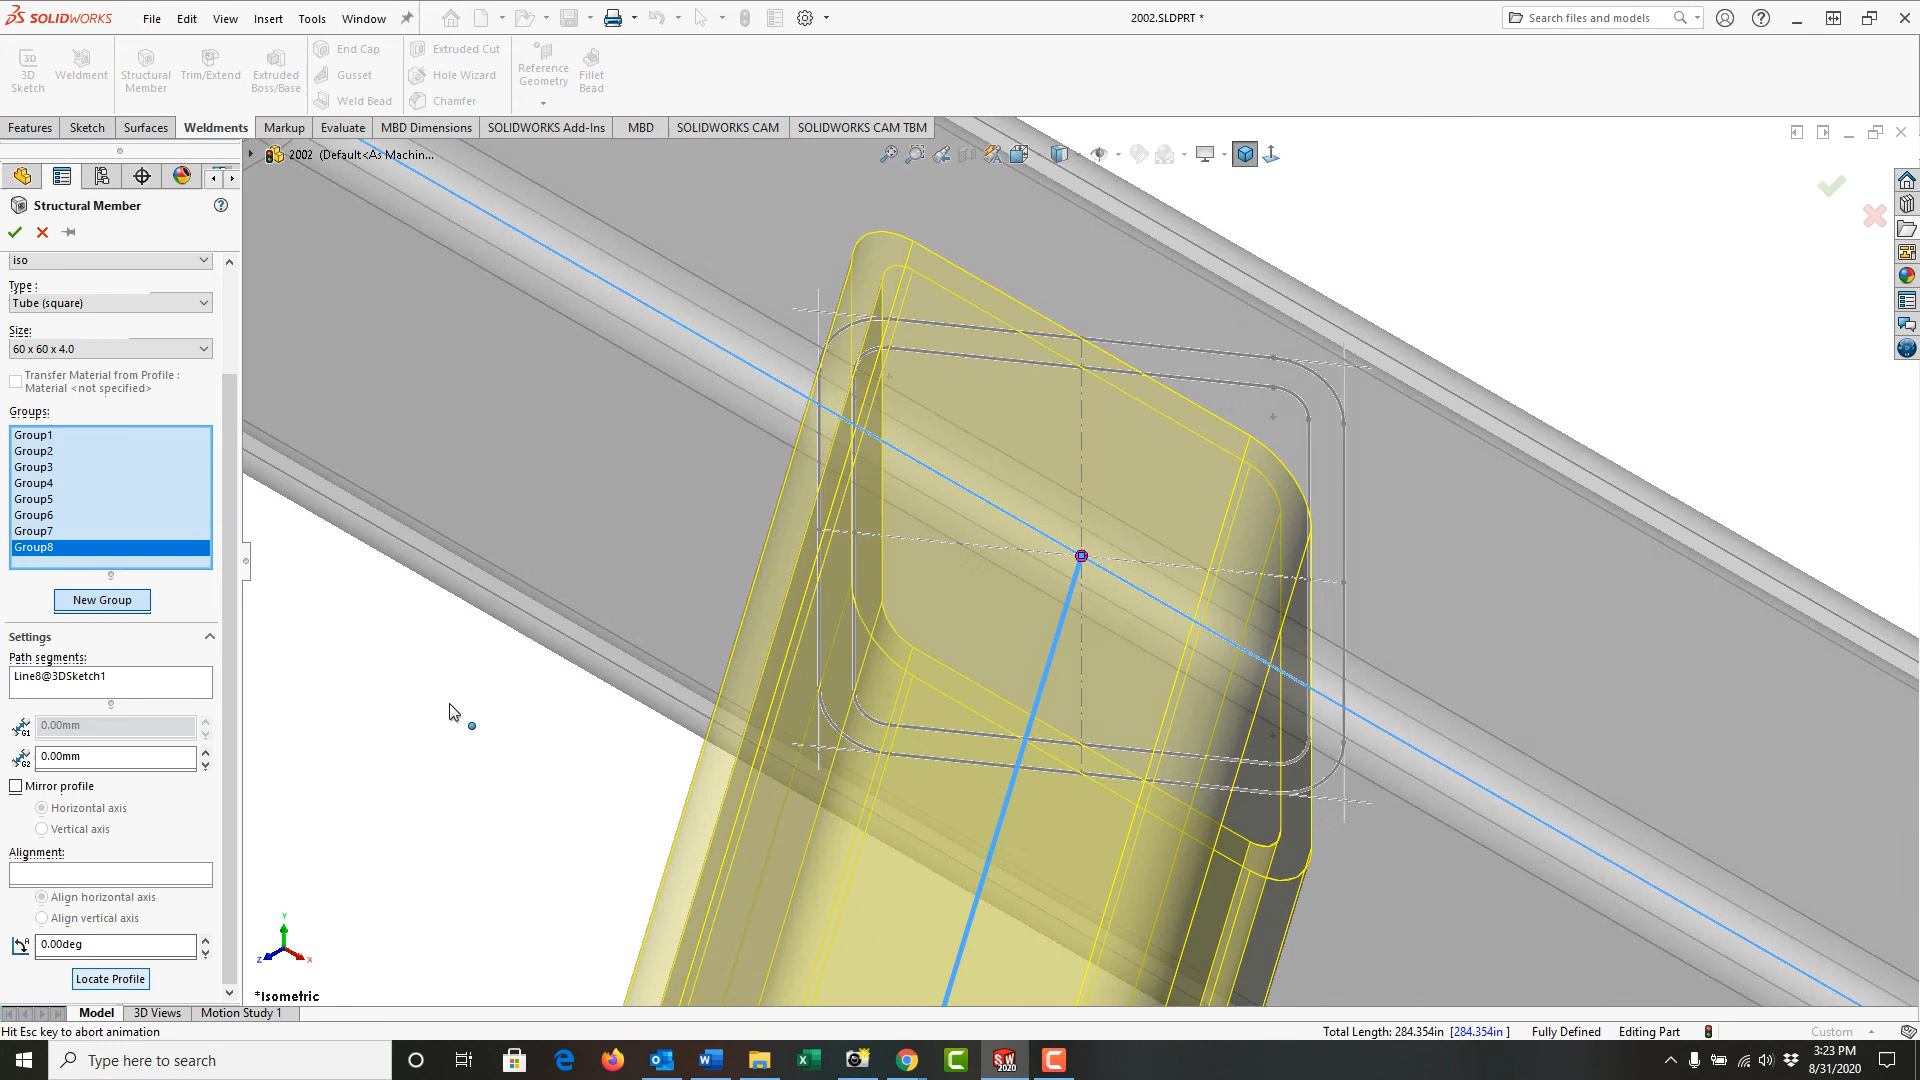 SOLIDWORKS
File Edit View Insert Tools Window
2002.SLDPRT *
Search files and models
3D Sketch
Weldment
Structural Member
Trim/Extend
Extruded Boss/Base
End Cap
Gusset
Weld Bead
Extruded Cut
Hole Wizard
Chamfer
Reference Geometry
Fillet Bead
Features Sketch Surfaces Weldments Markup Evaluate MBD Dimensions SOLIDWORKS Add-Ins MBD SOLIDWORKS CAM SOLIDWORKS CAM TBM
2002 (Default<As Machin...
Structural Member
iso
Type :
Tube (square)
Size:
60 x 60 x 4.0
Transfer Material from Profile :
Material <not specified>
Groups:
Group1
Group2
Group3
Group4
Group5
Group6
Group7
Group8
New Group
Settings
Path segments:
Line8@3DSketch1
G1 0.00mm
G2 0.00mm
Mirror profile
Horizontal axis
Vertical axis
Alignment:
Align horizontal axis
Align vertical axis
0.00deg
Locate Profile
Y
Z
X
*Isometric
Model 3D Views Motion Study 1
Hit Esc key to abort animation
Total Length: 284.354in [284.354in ] Fully Defined Editing Part Custom
Type here to search
SW 2020
3:23 PM
8/31/2020